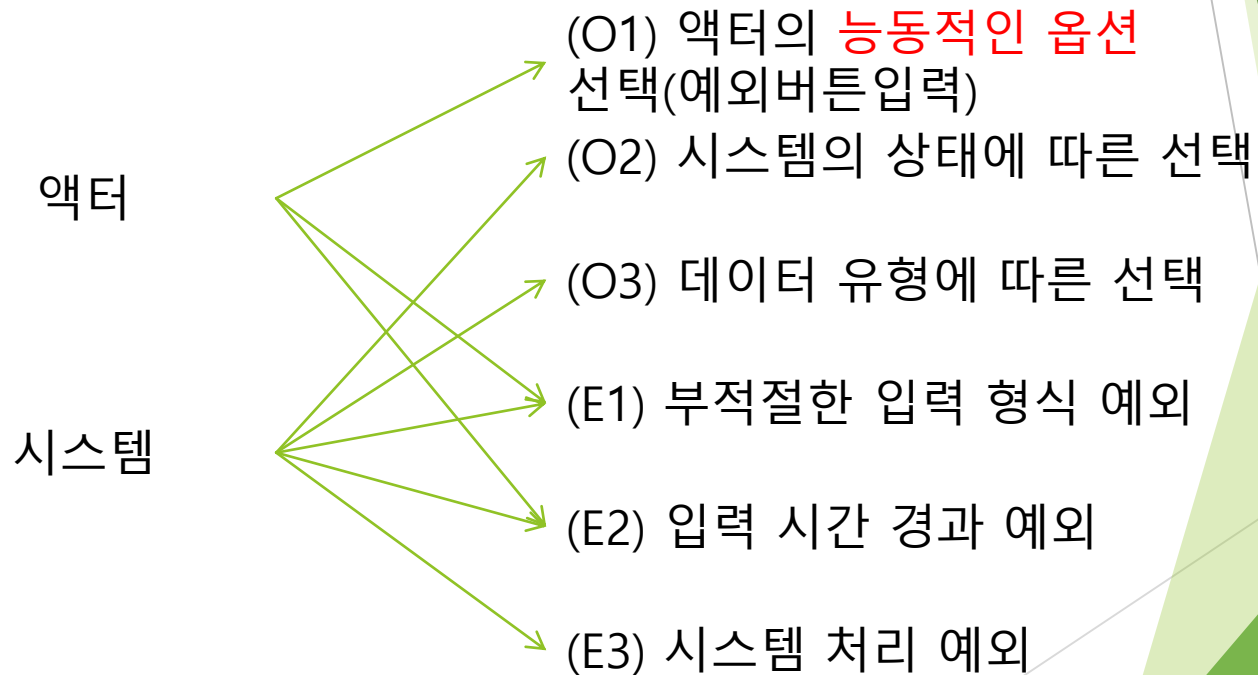 (O1) 액터의 능동적인 옵션
선택(예외버튼입력)
(O2) 시스템의 상태에 따른 선택
액터
(O3) 데이터 유형에 따른 선택
(E1) 부적절한 입력 형식 예외
시스템
(E2) 입력 시간 경과 예외
(E3) 시스템 처리 예외